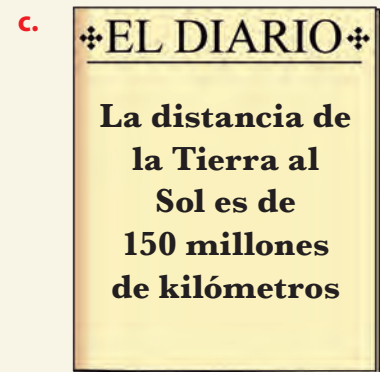 c.
✤EL DIARIO✤
La distancia de
la Tierra al
Sol es de
150 millones
de kilómetros